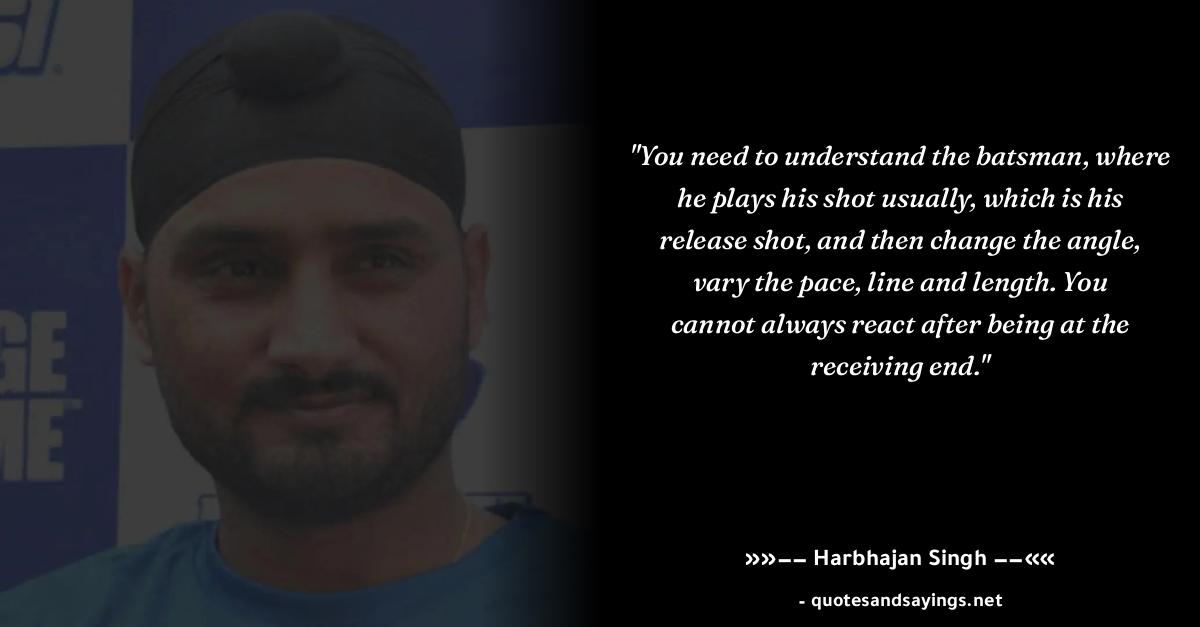 "You need to understand the batsman, where
he plays his shot usually, which is his
release shot, and then change the angle,
vary the pace, line and length. You
cannot always react after being at the
receiving end."
»»−− Harbhajan Singh −−««
- quotesandsayings.net
GE
ME